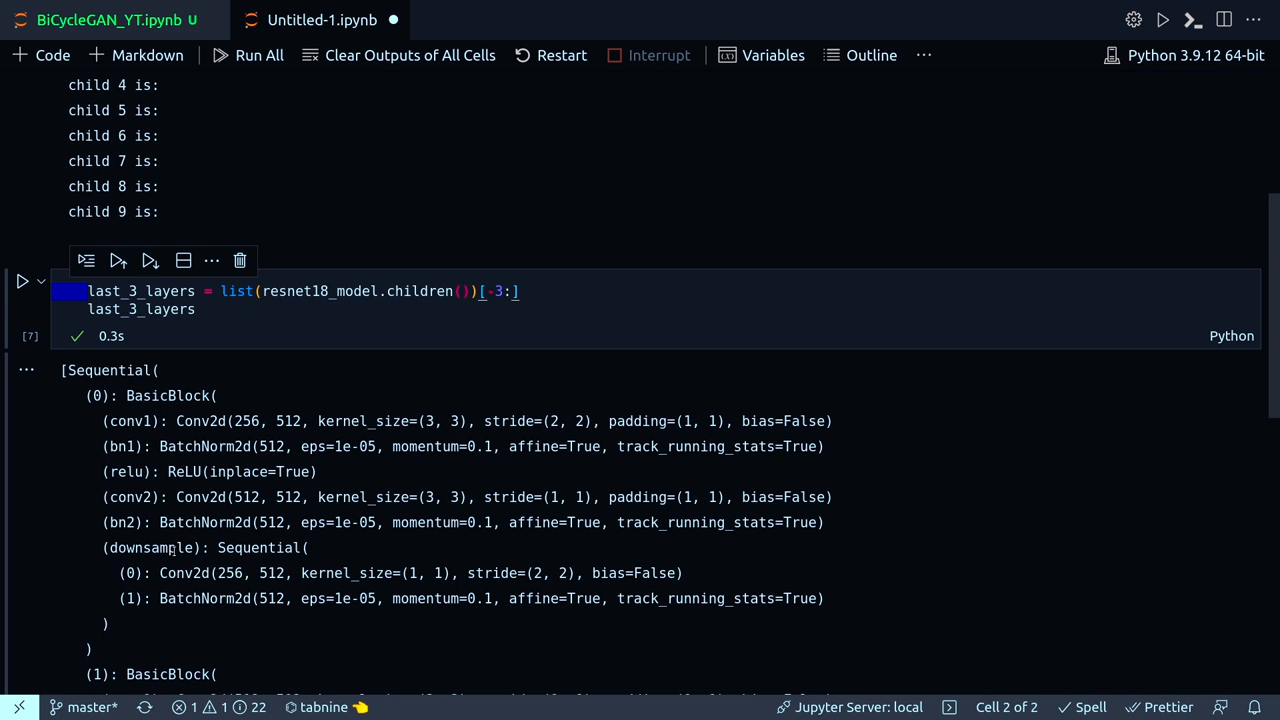 BiCycleGAN_YT.ipynb U Untitled-1.ipynb
Code Markdown Run All Clear Outputs of All Cells Restart Interrupt Variables Outline ... Python 3.9.12 64-bit
child 4 is:
child 5 is:
child 6 is:
child 7 is:
child 8 is:
child 9 is:
last_3_layers = list(resnet18_model.children())[-3:]
last_3_layers
[7] 0.3s Python
[Sequential(
(0): BasicBlock(
(conv1): Conv2d(256, 512, kernel_size=(3, 3), stride=(2, 2), padding=(1, 1), bias=False)
(bn1): BatchNorm2d(512, eps=1e-05, momentum=0.1, affine=True, track_running_stats=True)
(relu): ReLU(inplace=True)
(conv2): Conv2d(512, 512, kernel_size=(3, 3), stride=(1, 1), padding=(1, 1), bias=False)
(bn2): BatchNorm2d(512, eps=1e-05, momentum=0.1, affine=True, track_running_stats=True)
(downsample): Sequential(
(0): Conv2d(256, 512, kernel_size=(1, 1), stride=(2, 2), bias=False)
(1): BatchNorm2d(512, eps=1e-05, momentum=0.1, affine=True, track_running_stats=True)
)
)
(1): BasicBlock(
master* 1 1 22 tabnine Jupyter Server: local Cell 2 of 2 Spell Prettier